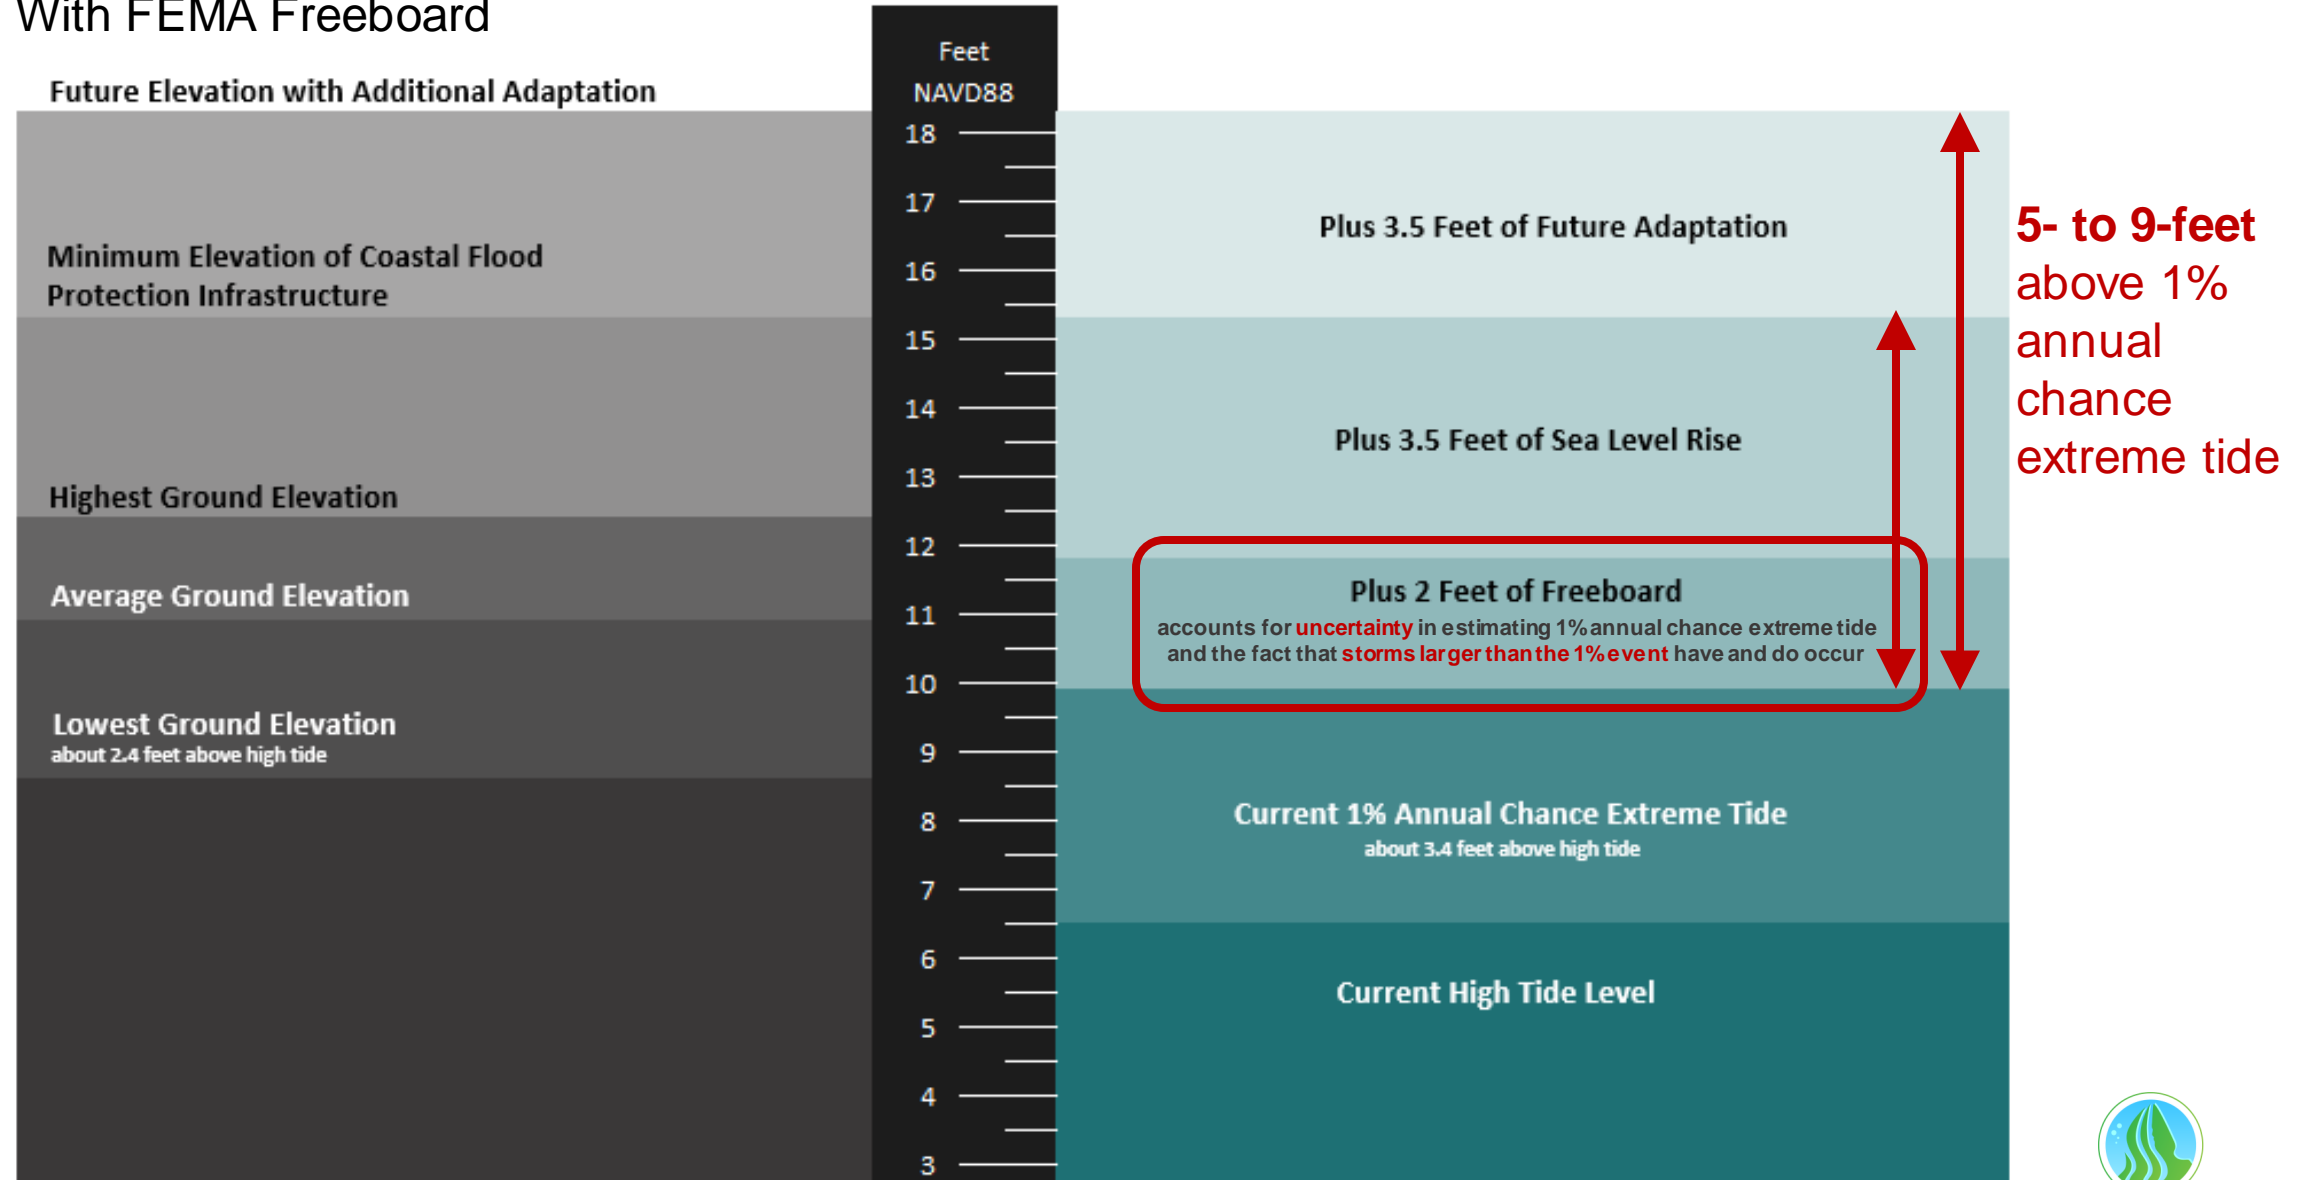 With FEMA Freeboard
Future Elevation with Additional Adaptation
Minimum Elevation of Coastal Flood
Protection Infrastructure
Highest Ground Elevation
Average Ground Elevation
Lowest Ground Elevation
about 2.4 feet above high tide
Feet
NAVD88
18
17
16
15
14
13
12
11
10
9
8
7
6
5
4
3
Plus 3.5 Feet of Future Adaptation
Plus 3.5 Feet of Sea Level Rise
Plus 2 Feet of Freeboard
accounts for uncertainty in estimating 1% annual chance extreme tide
and the fact that storms larger than the 1% event have and do occur
Current 1% Annual Chance Extreme Tide
about 3.4 feet above high tide
Current High Tide Level
5- to 9-feet
above 1%
annual
chance
extreme tide